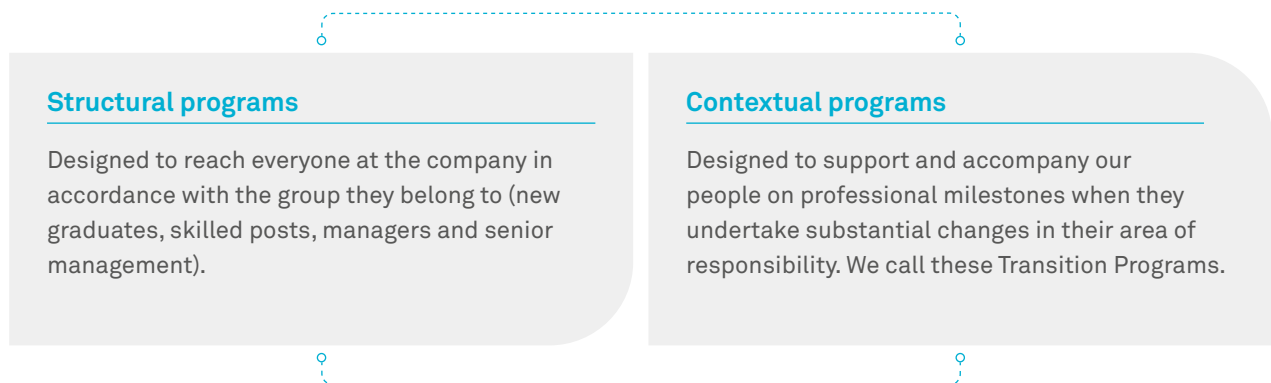 Structural programs
Designed to reach everyone at the company in
accordance with the group they belong to (new
graduates, skilled posts, managers and senior
management).
Contextual programs
Designed to support and accompany our
people on professional milestones when they
undertake substantial changes in their area of
responsibility. We call these Transition Programs.